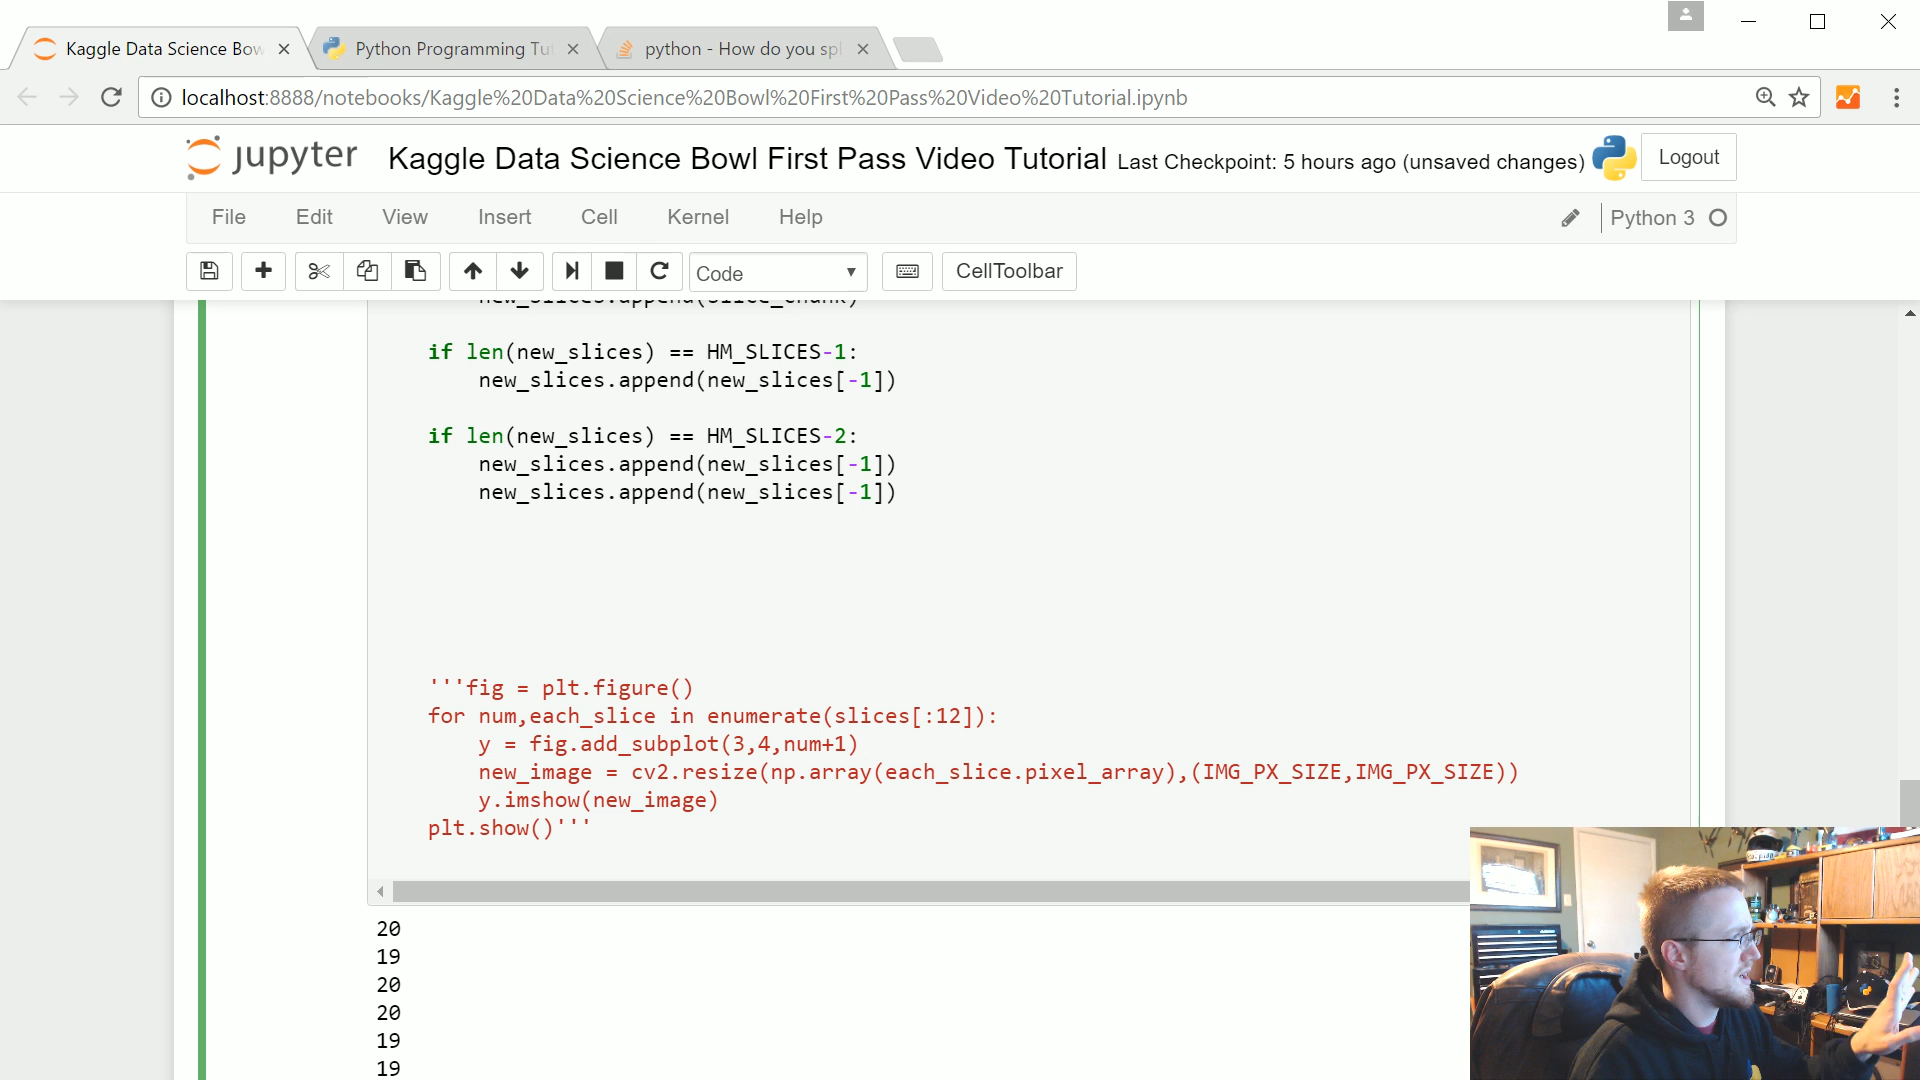 Kaggle Data Science Bow
Python Programming Tu
python - How do you spl
localhost:8888/notebooks/Kaggle%20Data%20Science%20Bowl%20First%20Pass%20Video%20Tutorial.ipynb
jupyter Kaggle Data Science Bowl First Pass Video Tutorial Last Checkpoint: 5 hours ago (unsaved changes) Logout
File Edit View Insert Cell Kernel Help Python 3
Code CellToolbar
new_slices.append(slice_chunk)
if len(new_slices) == HM_SLICES-1:
new_slices.append(new_slices[-1])
if len(new_slices) == HM_SLICES-2:
new_slices.append(new_slices[-1])
new_slices.append(new_slices[-1])
'''fig = plt.figure()
for num,each_slice in enumerate(slices[:12]):
y = fig.add_subplot(3,4,num+1)
new_image = cv2.resize(np.array(each_slice.pixel_array),(IMG_PX_SIZE,IMG_PX_SIZE))
y.imshow(new_image)
plt.show()'''
20
19
20
20
19
19